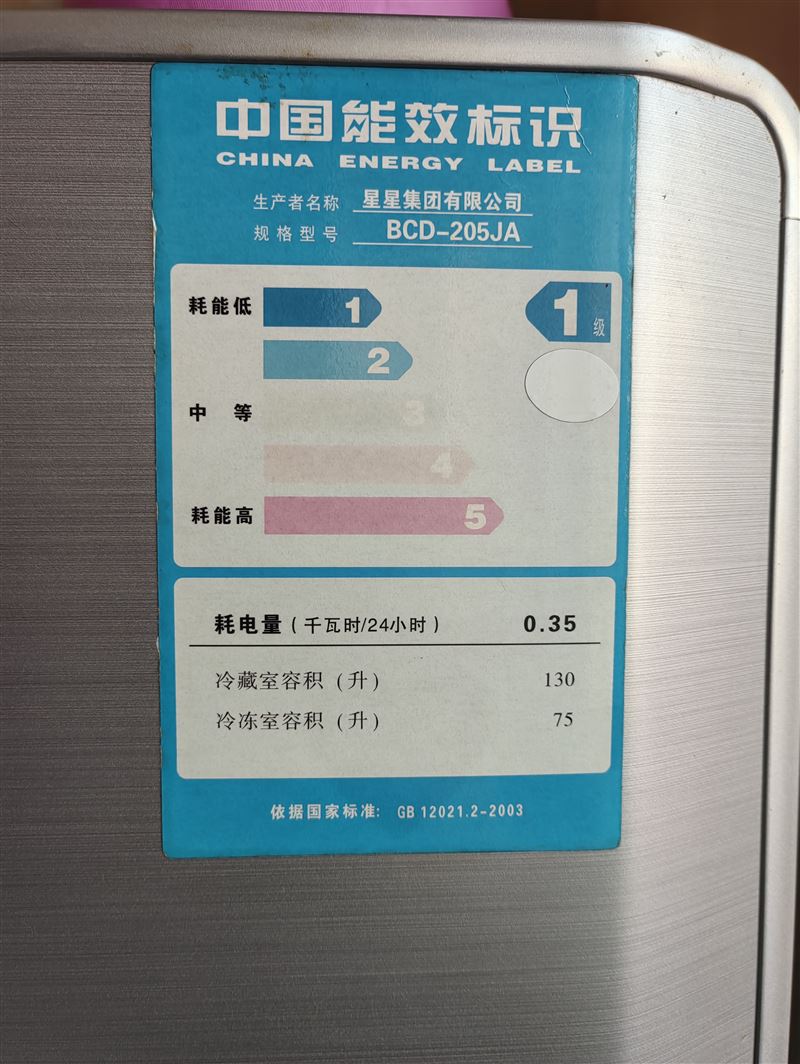 中国能效标识
CHINA ENERGY LABEL
生产者名称 星星集团有限公司
规格型号 BCD-205JA
耗能低 1 1级
2
中等 3
4
耗能高 5
耗电量(千瓦时/24小时) 0.35
冷藏室容积(升) 130
冷冻室容积(升) 75
依据国家标准: GB 12021.2-2003